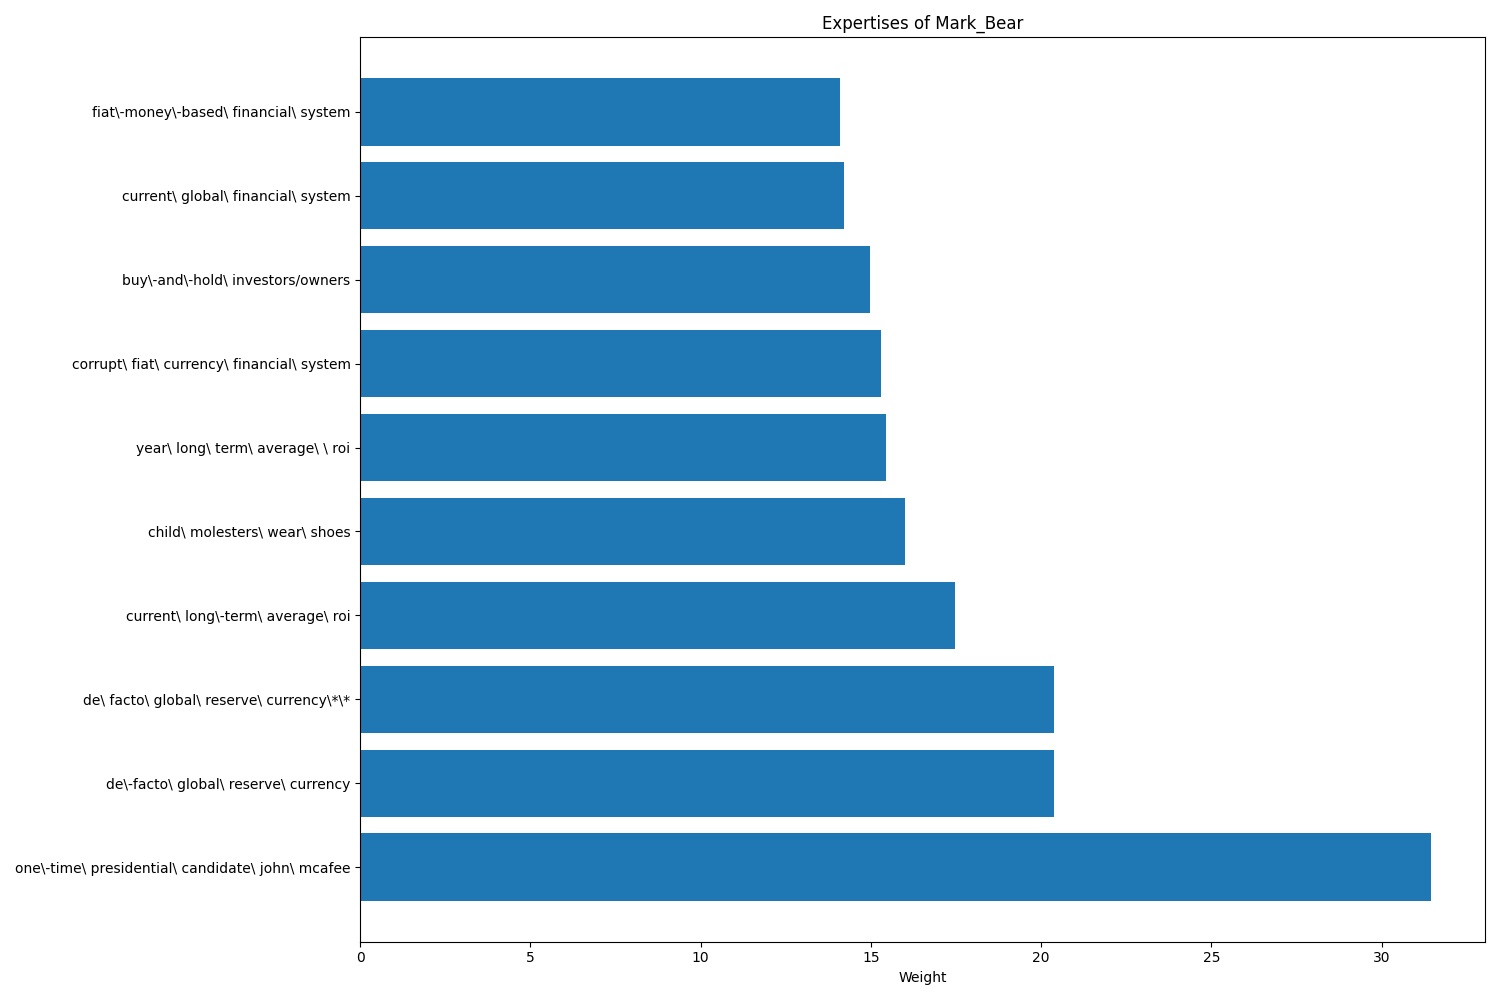 Expertises of Mark_Bear
fiat\-money\-based\ financial\ system
current\ global\ financial\ system
buy\-and\-hold\ investors/owners
corrupt\ fiat\ currency\ financial\ system
year\ long\ term\ average\ \ roi
child\ molesters\ wear\ shoes
current\ long\-term\ average\ roi
de\ facto\ global\ reserve\ currency\*\*
de\-facto\ global\ reserve\ currency
one\-time\ presidential\ candidate\ john\ mcafee
0 5 10 15 20 25 30
Weight